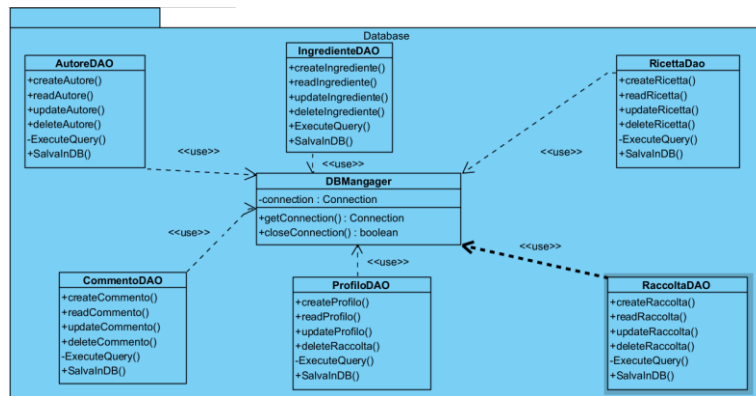 Database
AutoreDAO
+createAutore()
+readAutore()
+updateAutore()
+deleteAutore()
-ExecuteQuery()
+SalvaInDB()
IngredienteDAO
+createIngrediente()
+readIngrediente()
+updateIngrediente()
+deleteIngrediente()
+ExecuteQuery()
+SalvaInDB()
RicettaDao
+createRicetta()
+readRicetta()
+updateRicetta()
+deleteRicetta()
-ExecuteQuery()
+SalvaInDB()
<<use>>
<<use>>
<<use>>
DBMangager
-connection : Connection
+getConnection() : Connection
+closeConnection() : boolean
<<use>>
<<use>>
<<use>>
CommentoDAO
+createCommento()
+readCommento()
+updateCommento()
+deleteCommento()
-ExecuteQuery()
+SalvaInDB()
ProfiloDAO
+createProfilo()
+readProfilo()
+updateProfilo()
+deleteRaccolta()
-ExecuteQuery()
+SalvaInDB()
RaccoltaDAO
+createRaccolta()
+readRaccolta()
+updateRaccolta()
+deleteRaccolta()
-ExecuteQuery()
+SalvaInDB()